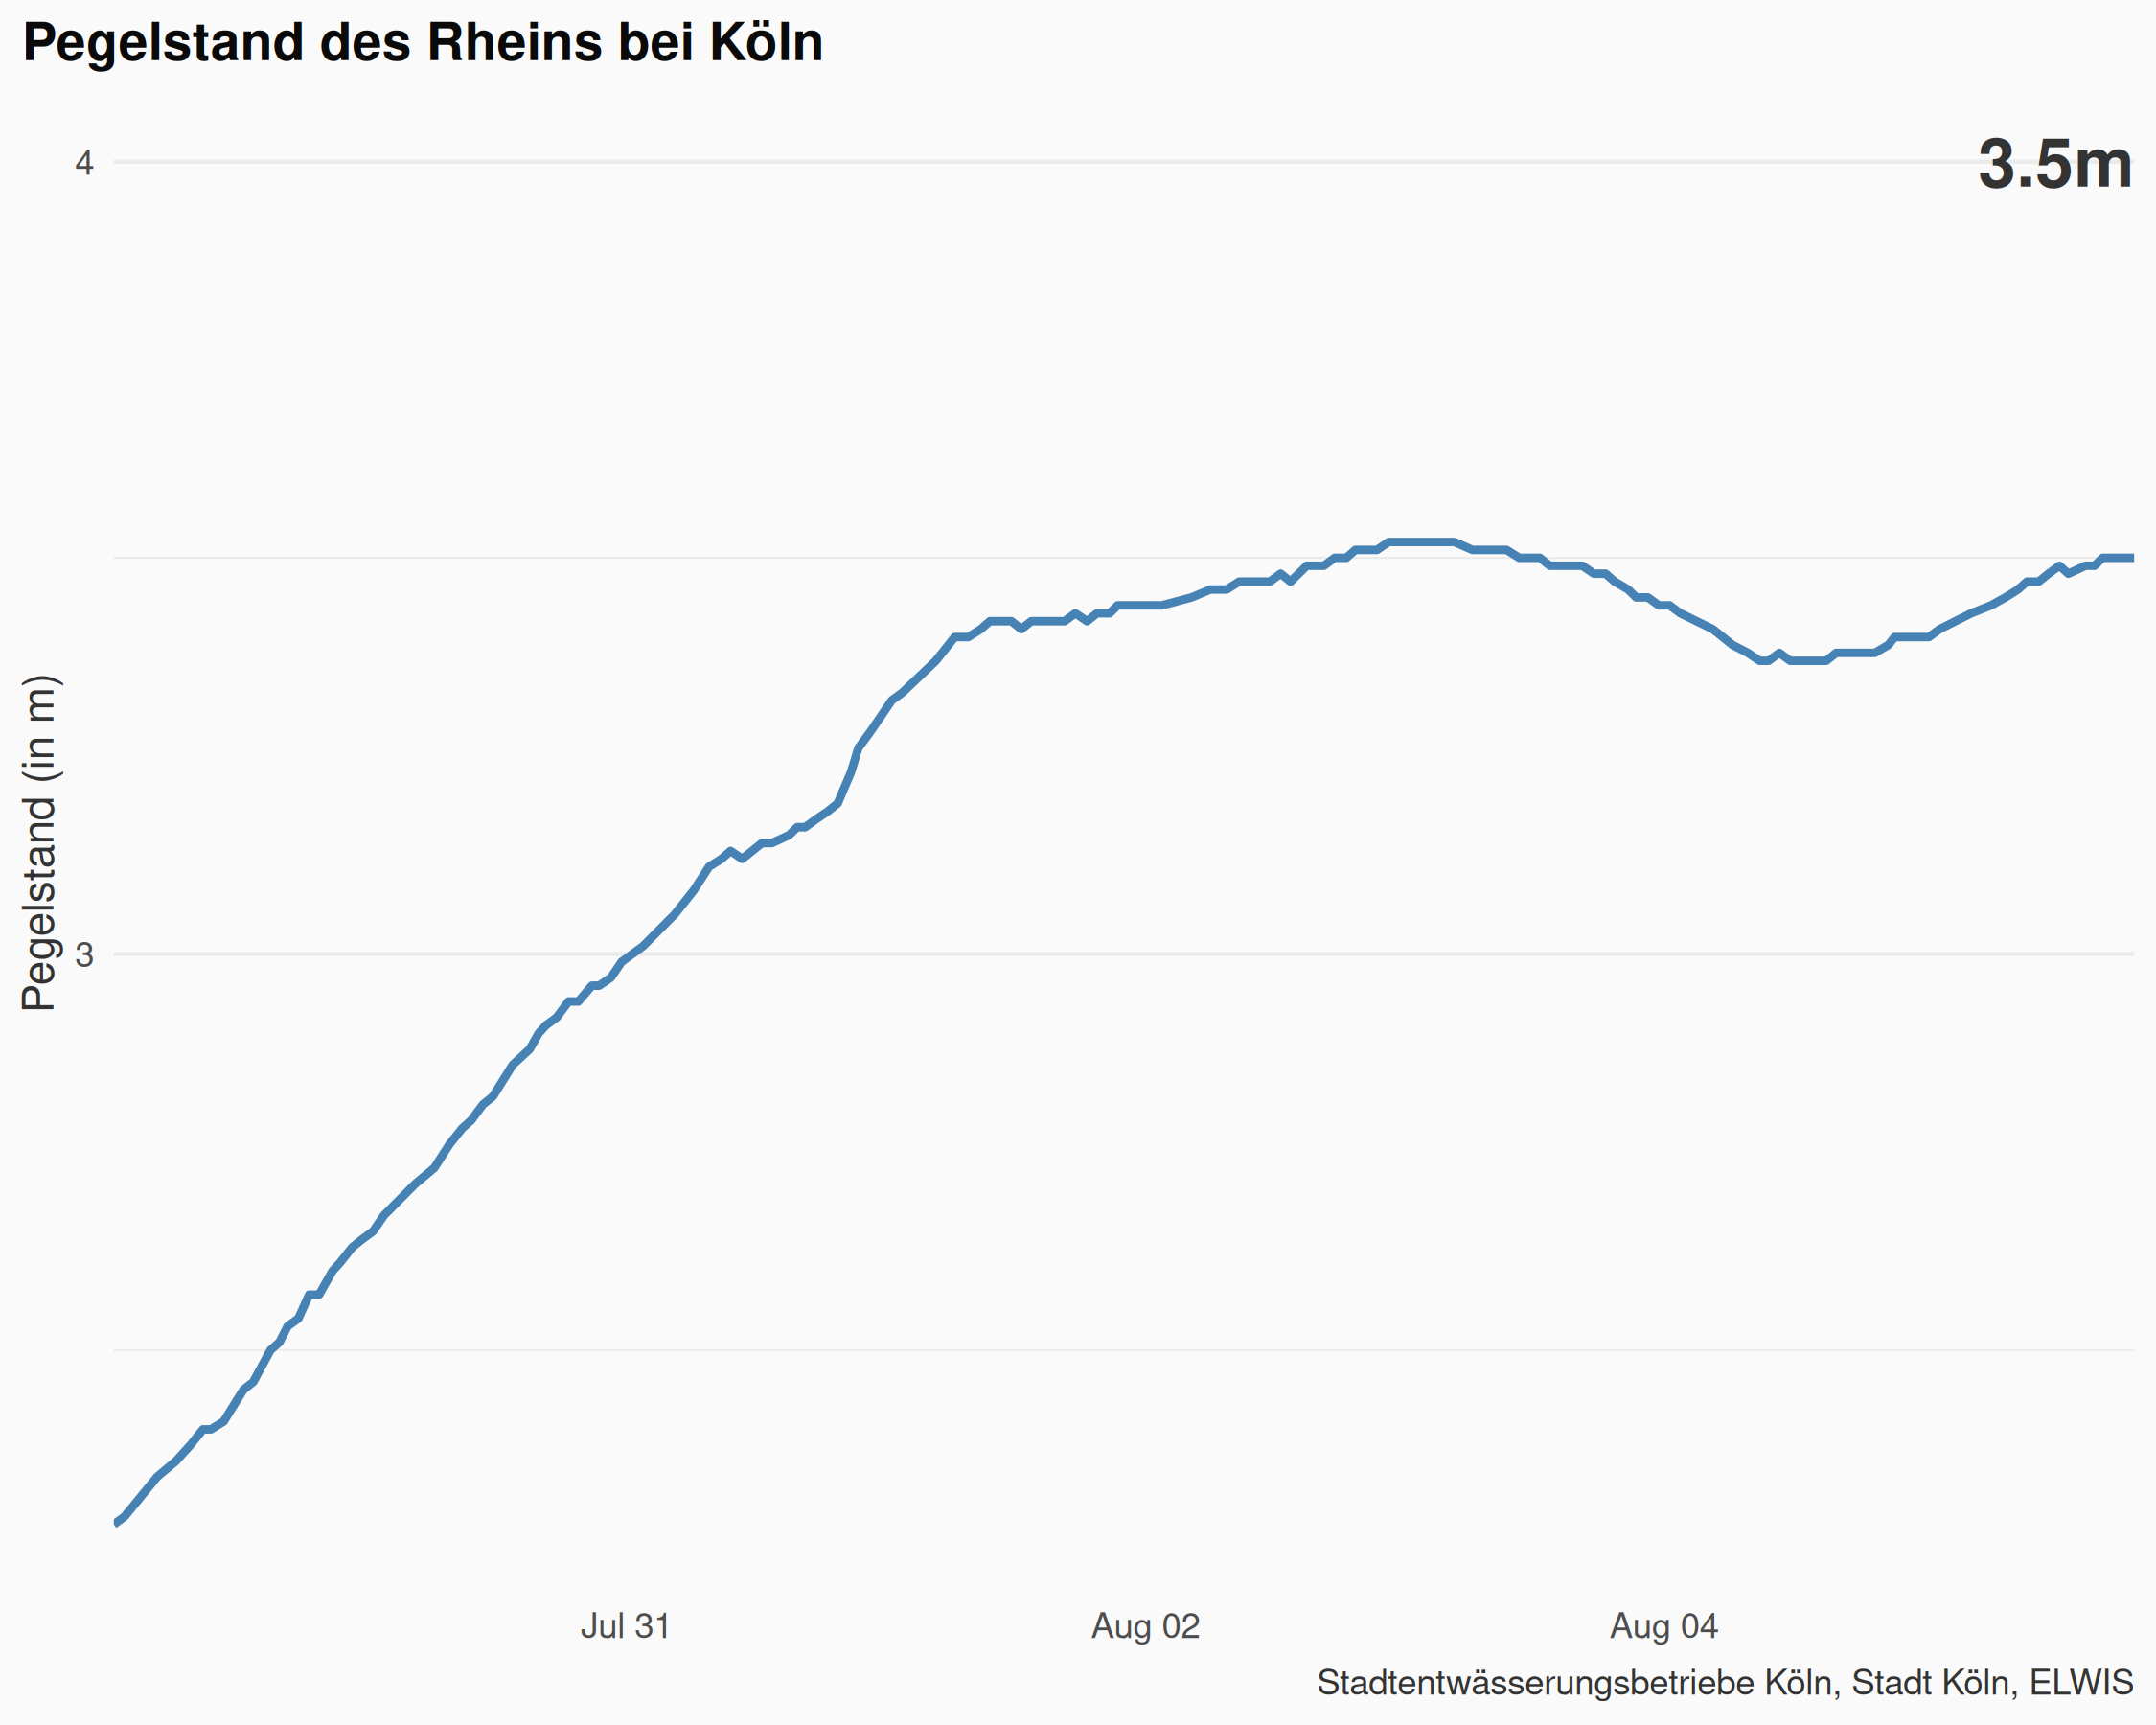 Pegelstand des Rheins bei Köln
3.5m
4
Pegelstand (in m)
3
Jul 31
Aug 02
Aug 04
Stadtentwässerungsbetriebe Köln, Stadt Köln, ELWIS